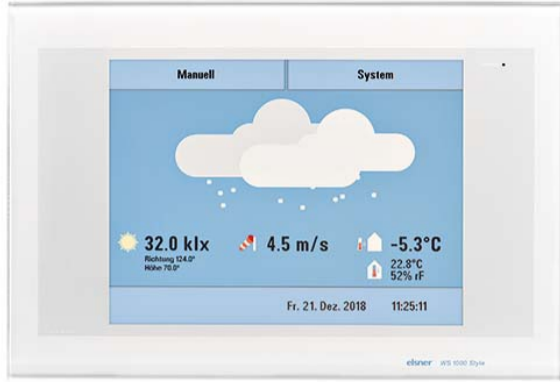 Manuell
System
32.0 klx
Richtung 124.0°
Höhe 70.0°
4.5 m/s
-5.3°C
22.8°C
52% rF
Fr. 21. Dez. 2018
11:25:11
elsner WS 1000 Style